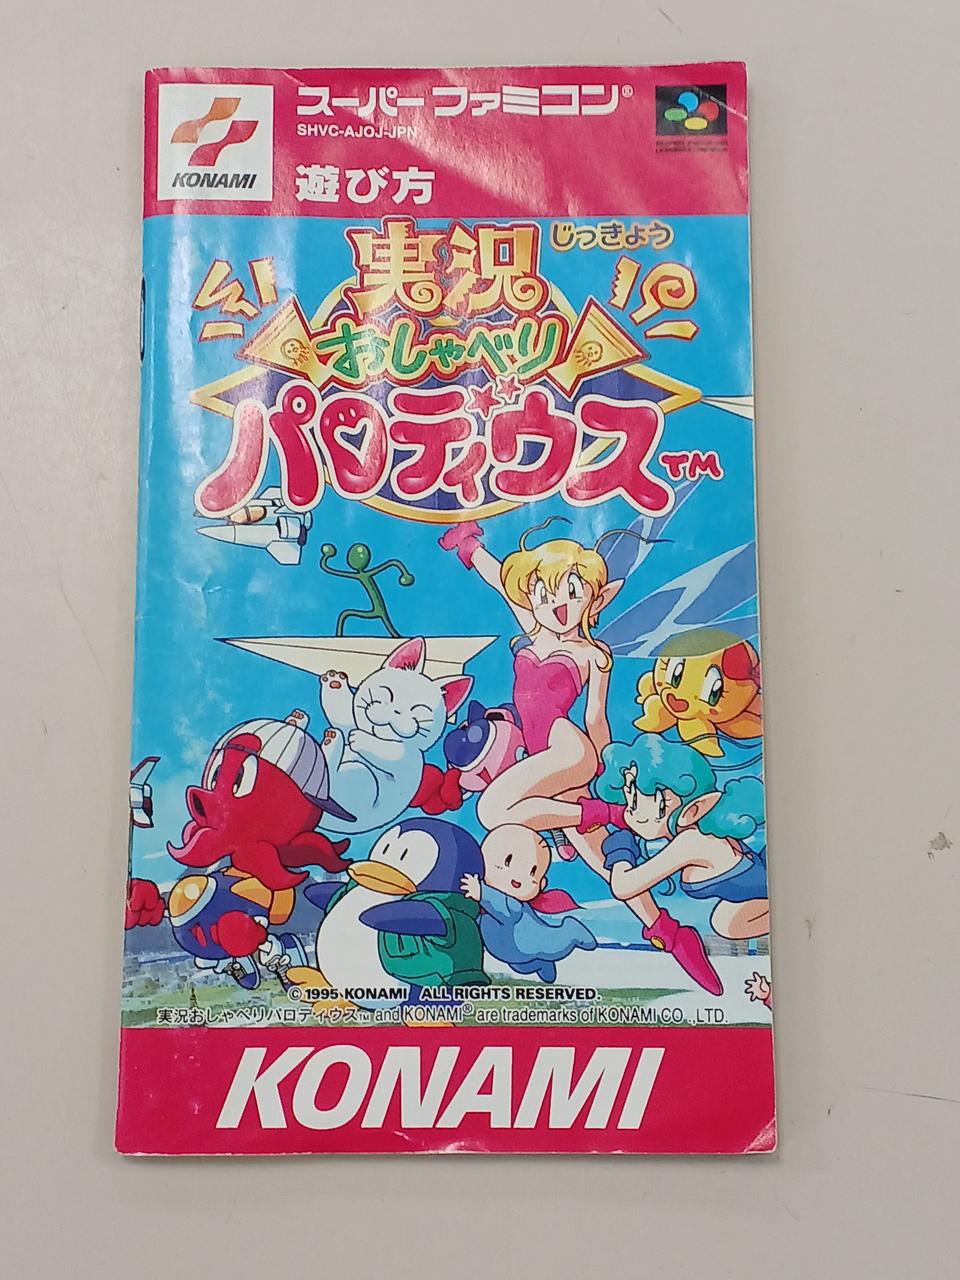 スーパーファミコン®
SHVC-AJOJ-JPN
KONAMI
遊び方
じっきょう
実況
おしゃべり
パロディウス™
©1995 KONAMI ALL RIGHTS RESERVED.
実況おしゃべりパロディウス™ and KONAMI® are trademarks of KONAMI CO.,LTD.
KONAMI